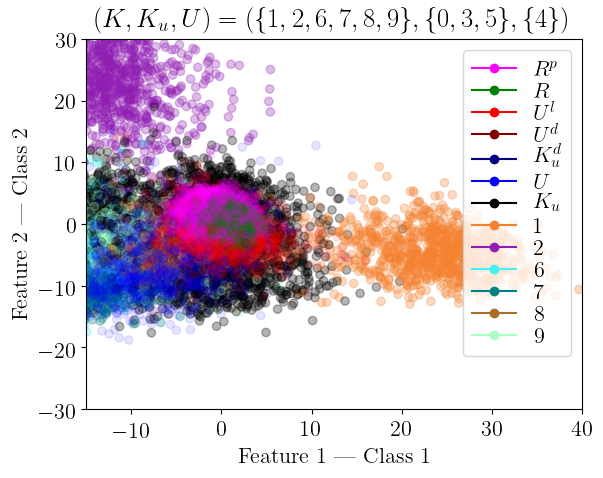 (K, K_u, U) = ({1, 2, 6, 7, 8, 9}, {0, 3, 5}, {4})
30
20
10
0
−10
−20
−30
Feature 2 — Class 2
R^p
R
U^l
U^d
K_u^d
U
K_u
1
2
6
7
8
9
−10
0
10
20
30
40
Feature 1 — Class 1